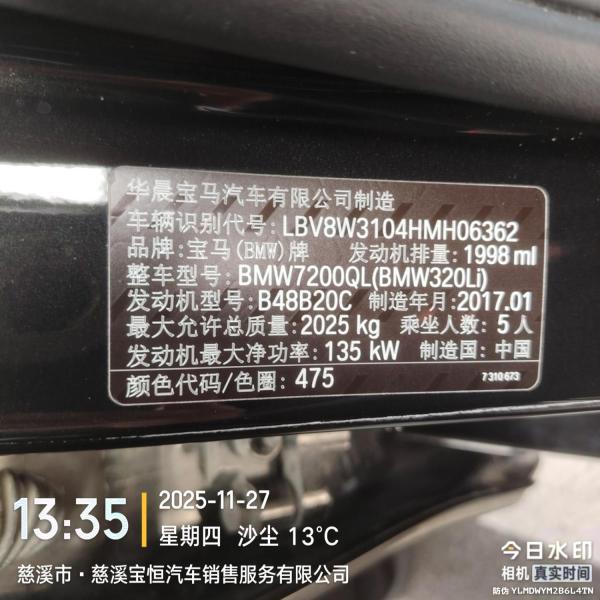 华晨宝马汽车有限公司制造
车辆识别代号: LBV8W3104HMH06362
品牌: 宝马(BMW)牌 发动机排量: 1998 ml
整车型号: BMW7200QL(BMW320Li)
发动机型号: B48B20C 制造年月: 2017.01
最大允许总质量: 2025 kg 乘坐人数: 5 人
发动机最大净功率: 135 kW 制造国: 中国
颜色代码/色圈: 475 7 310 673
13:35 2025-11-27
星期四 沙尘 13°C
慈溪市·慈溪宝恒汽车销售服务有限公司
今日水印
相机 真实时间
防伪 YLMDWYM2B6L4TN